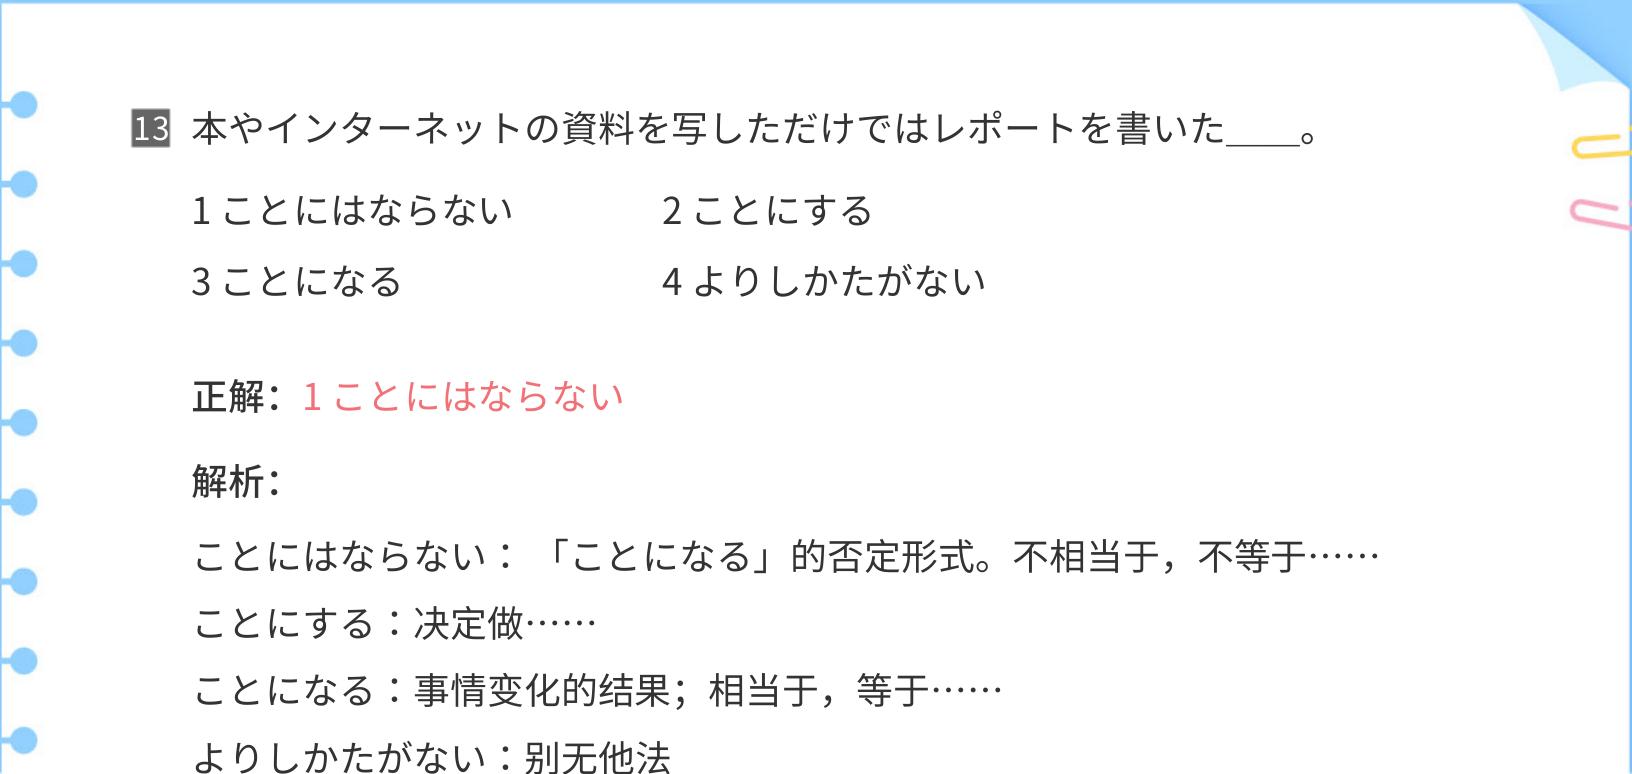 13 本やインターネットの資料を写しただけではレポートを書いた____。
1 ことにはならない 2 ことにする
3 ことになる 4 よりしかたがない
正解：1 ことにはならない
解析：
ことにはならない：「ことになる」的否定形式。不相当于，不等于……
ことにする：决定做……
ことになる：事情变化的结果；相当于，等于……
よりしかたがない：别无他法